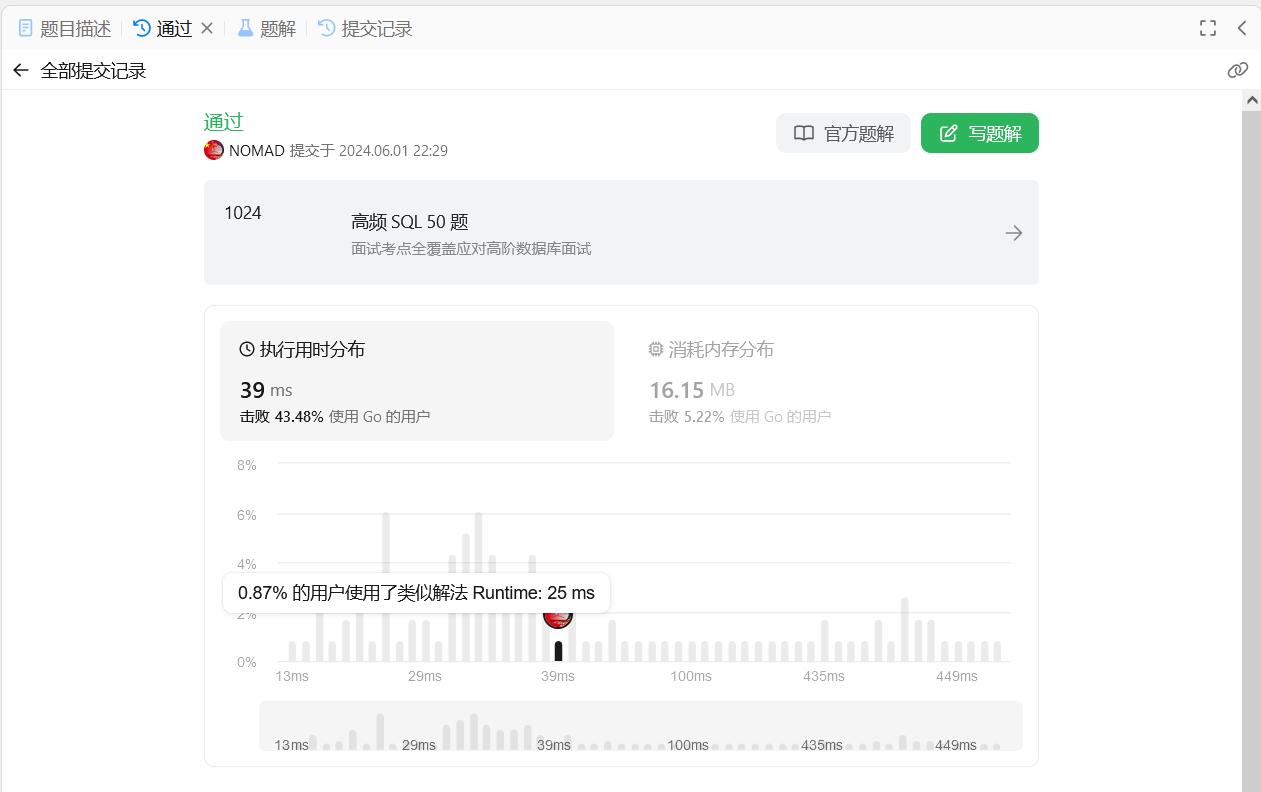 题目描述 通过 题解 提交记录
全部提交记录
通过
NOMAD 提交于 2024.06.01 22:29
官方题解 写题解
1024
高频 SQL 50 题
面试考点全覆盖应对高阶数据库面试
执行用时分布
39 ms
击败 43.48% 使用 Go 的用户
消耗内存分布
16.15 MB
击败 5.22% 使用 Go 的用户
8%
6%
4%
0.87% 的用户使用了类似解法 Runtime: 25 ms
2%
0%
13ms 29ms 39ms 100ms 435ms 449ms
13ms 29ms 39ms 100ms 435ms 449ms